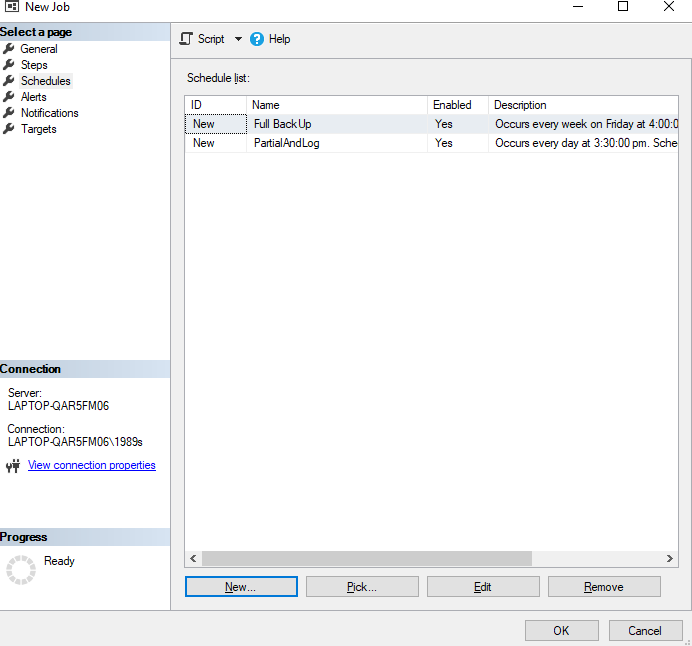 New Job
Select a page
General
Steps
Schedules
Alerts
Notifications
Targets
Connection
Server:
LAPTOP-QAR5FM06
Connection:
LAPTOP-QAR5FM06\1989s
View connection properties
Progress
Ready
Script
Help
Schedule list:
ID Name Enabled Description
New Full BackUp Yes Occurs every week on Friday at 4:00:0
New PartialAndLog Yes Occurs every day at 3:30:00 pm. Sche
New... Pick... Edit Remove
OK Cancel